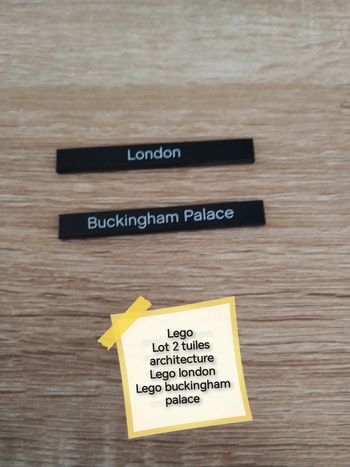 London
Buckingham Palace
Lego
Lot 2 tuiles
architecture
Lego london
Lego buckingham
palace